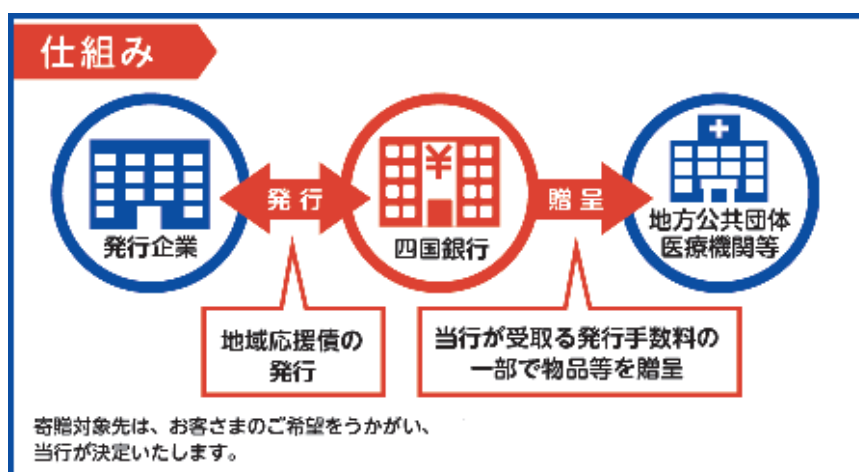 仕組み
発行企業
発行
四国銀行
¥
贈呈
地方公共団体
医療機関等
地域応援債の
発行
当行が受取る発行手数料の
一部で物品等を贈呈
寄贈対象先は、お客さまのご希望をうかがい、
当行が決定いたします。